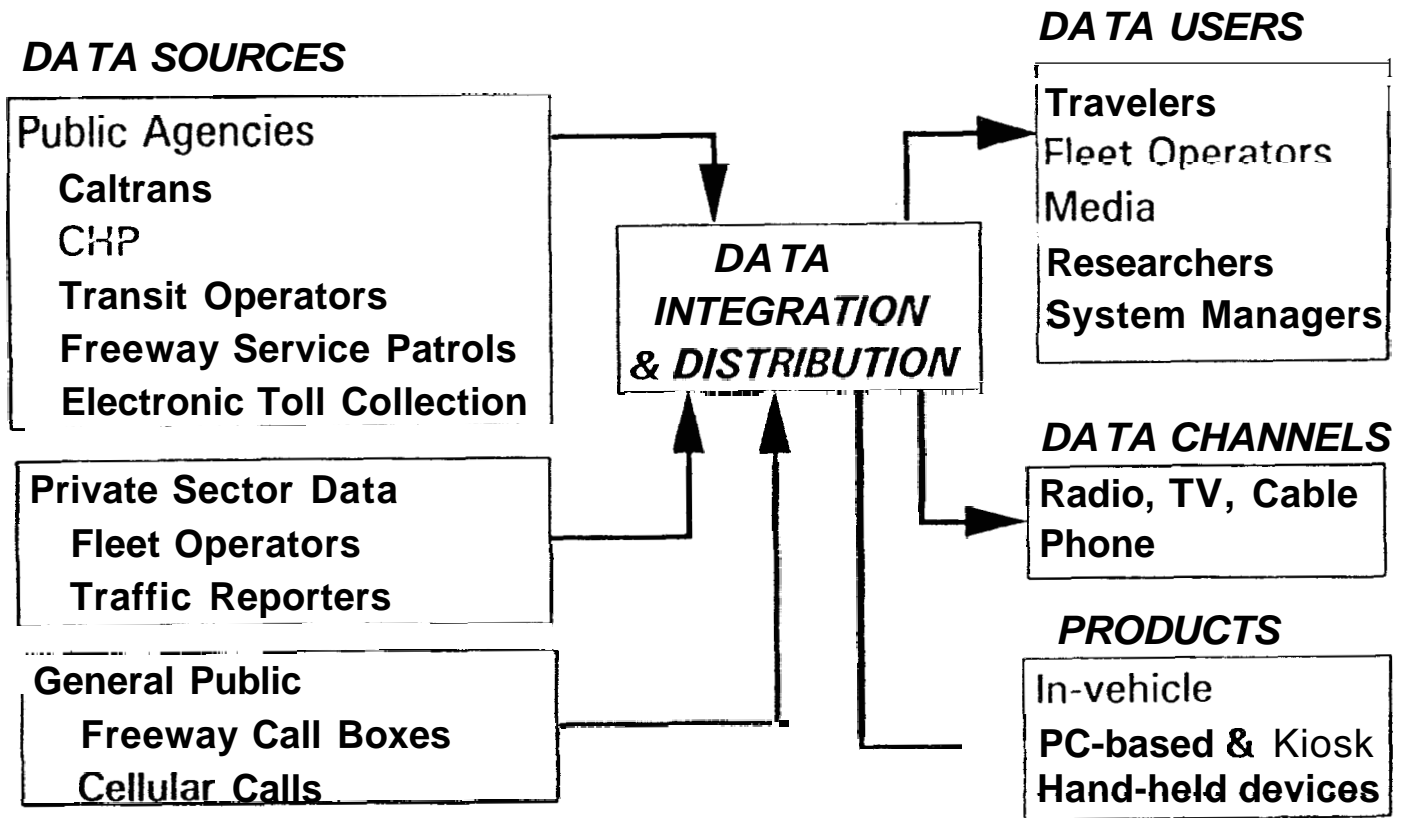 DATA SOURCES
Public Agencies
Caltrans
CHP
Transit Operators
Freeway Service Patrols
Electronic Toll Collection
Private Sector Data
Fleet Operators
Traffic Reporters
General Public
Freeway Call Boxes
Cellular Calls
DATA
INTEGRATION
& DISTRIBUTION
DATA USERS
Travelers
Fleet Operators
Media
Researchers
System Managers
DATA CHANNELS
Radio, TV, Cable
Phone
PRODUCTS
In-vehicle
PC-based & Kiosk
Hand-held devices